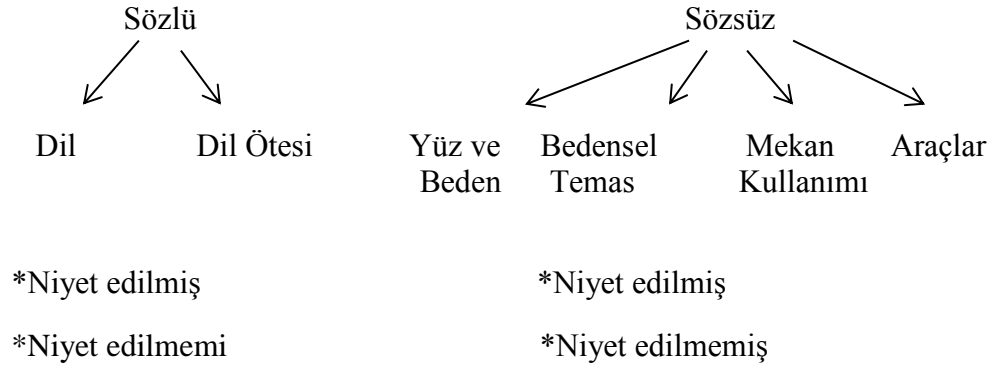 Sözlü Sözsüz
Dil Dil Ötesi Yüz ve Bedensel Mekan Araçlar
Beden Temas Kullanımı
*Niyet edilmiş *Niyet edilmiş
*Niyet edilmemi *Niyet edilmemiş